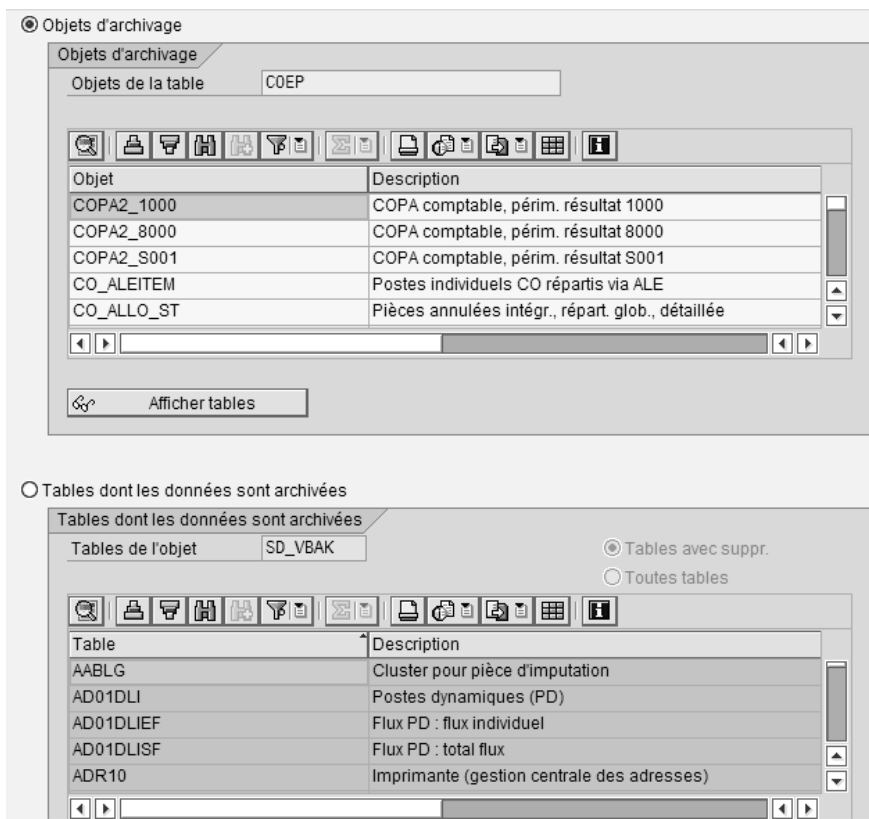 Objets d'archivage
Objets d'archivage
Objets de la table COEP
Objet Description
COPA2_1000 COPA comptable, périm. résultat 1000
COPA2_8000 COPA comptable, périm. résultat 8000
COPA2_S001 COPA comptable, périm. résultat S001
CO_ALEITEM Postes individuels CO répartis via ALE
CO_ALLO_ST Pièces annulées intégr., répart. glob., détaillée
Afficher tables
Tables dont les données sont archivées
Tables dont les données sont archivées
Tables de l'objet SD_VBAK Tables avec suppr.
Toutes tables
Table Description
AABLG Cluster pour pièce d'imputation
AD01DLI Postes dynamiques (PD)
AD01DLIEF Flux PD : flux individuel
AD01DLISF Flux PD : total flux
ADR10 Imprimante (gestion centrale des adresses)